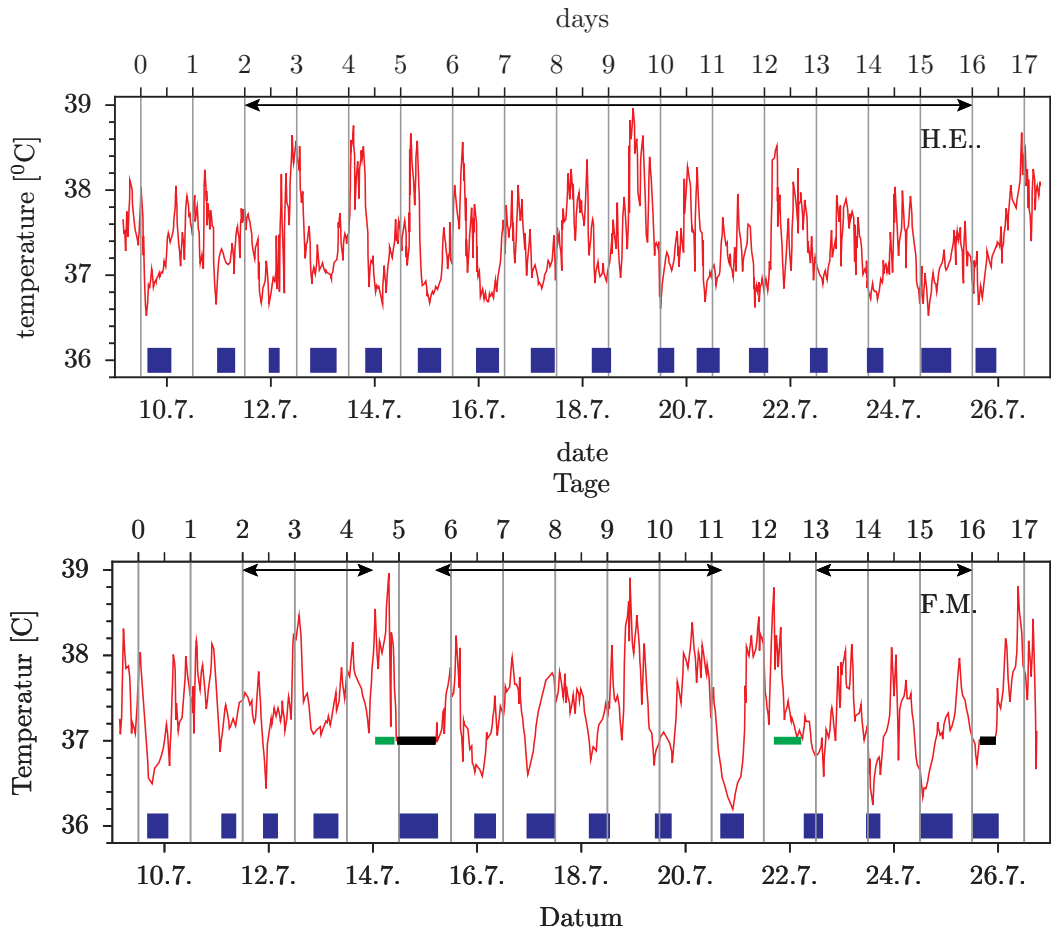 days
0 1 2 3 4 5 6 7 8 9 10 11 12 13 14 15 16 17
39
H.E..
38
37
36
temperature [⁰C]
10.7. 12.7. 14.7. 16.7. 18.7. 20.7. 22.7. 24.7. 26.7.
date
Tage
0 1 2 3 4 5 6 7 8 9 10 11 12 13 14 15 16 17
39
F.M.
38
37
36
Temperatur [C]
10.7. 12.7. 14.7. 16.7. 18.7. 20.7. 22.7. 24.7. 26.7.
Datum